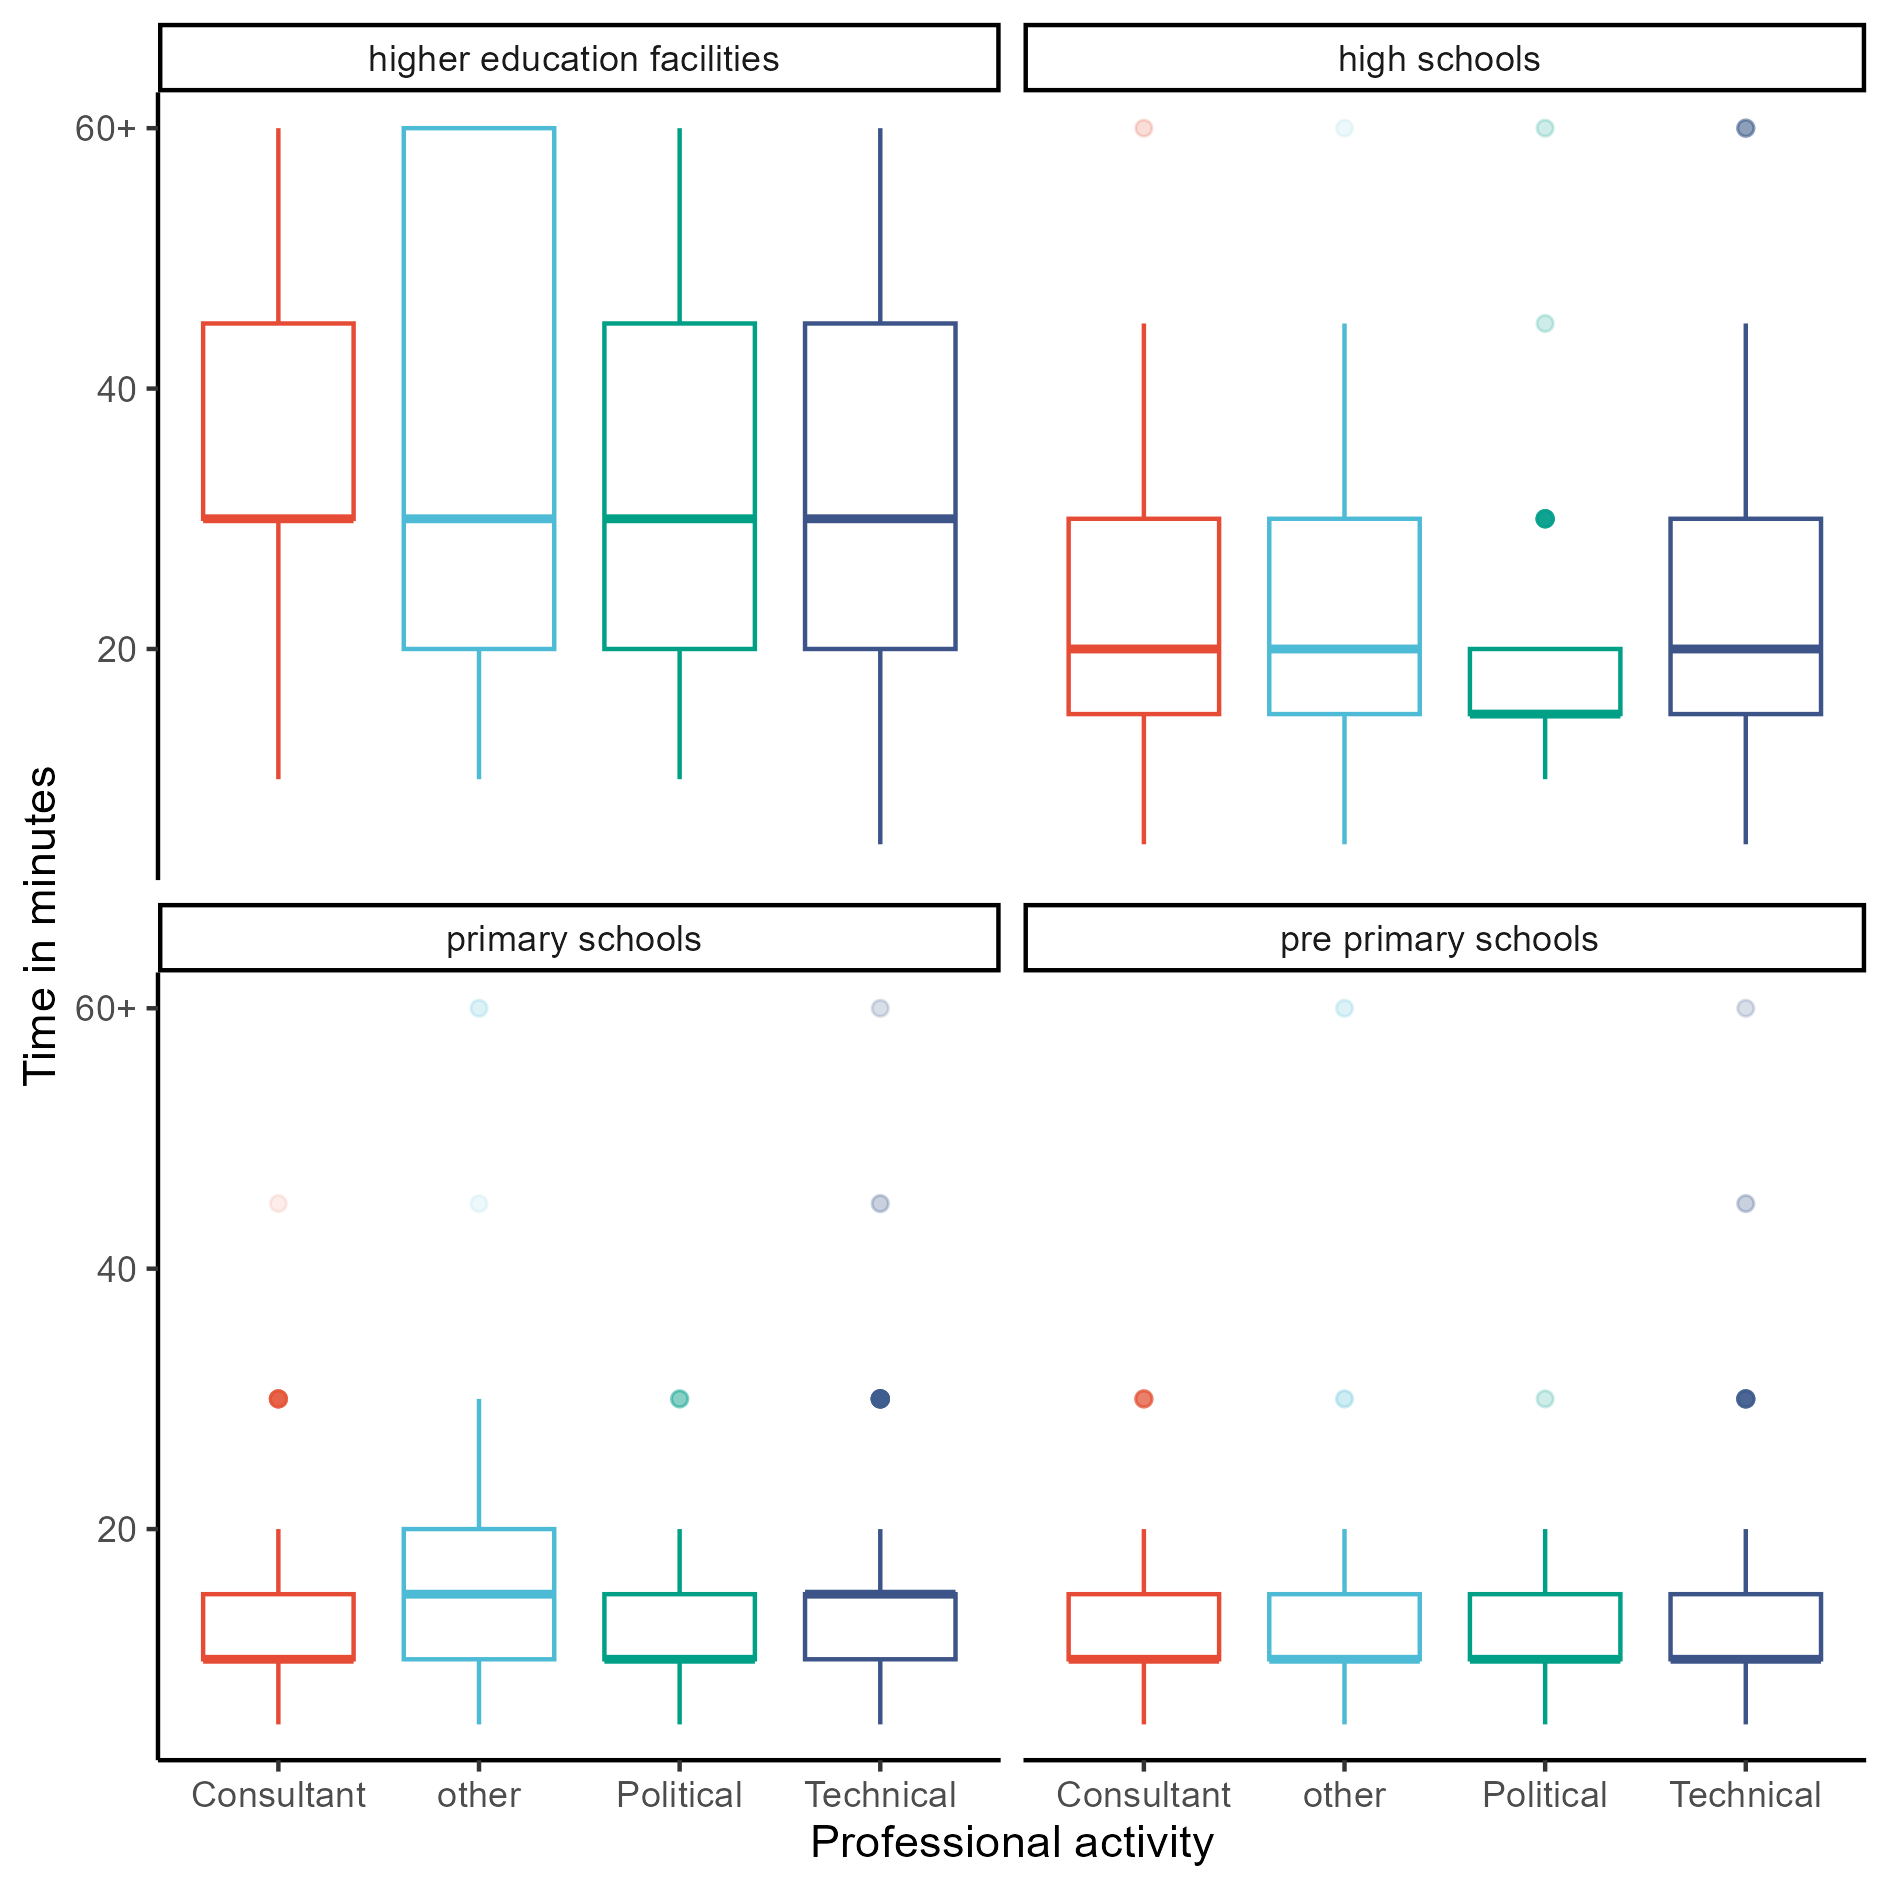 higher education facilities
high schools
60+
40
20
primary schools
pre primary schools
60+
40
20
Time in minutes
Consultant other Political Technical
Consultant other Political Technical
Professional activity